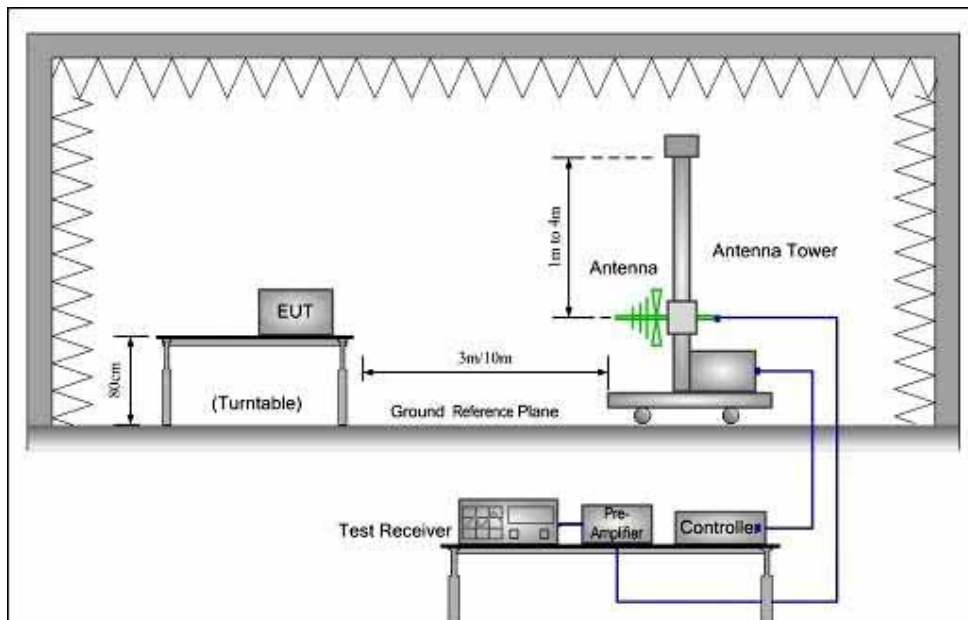 1m to 4m
Antenna
Antenna Tower
EUT
80cm
3m/10m
(Turntable)
Ground Reference Plane
Test Receiver
Pre-
Amplifier
Controller